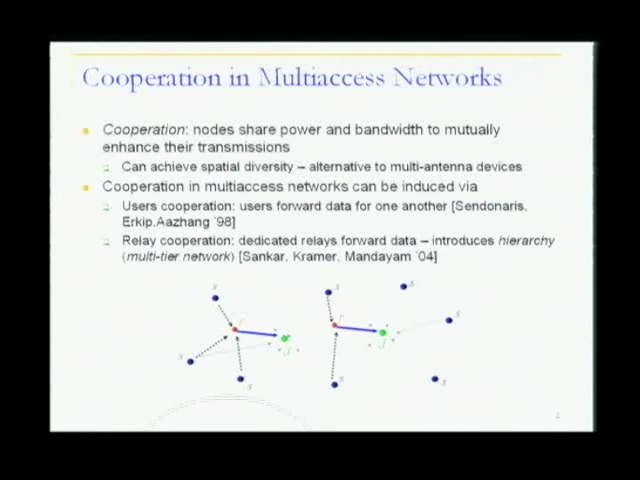 Cooperation in Multiaccess Networks
Cooperation: nodes share power and bandwidth to mutually
enhance their transmissions
Can achieve spatial diversity – alternative to multi-antenna devices
Cooperation in multiaccess networks can be induced via
Users cooperation: users forward data for one another [Sendonaris,
Erkip,Aazhang '98]
Relay cooperation: dedicated relays forward data – introduces hierarchy
(multi-tier network) [Sankar, Kramer, Mandayam '04]
s s s
r r s
d d
s
s s s
2